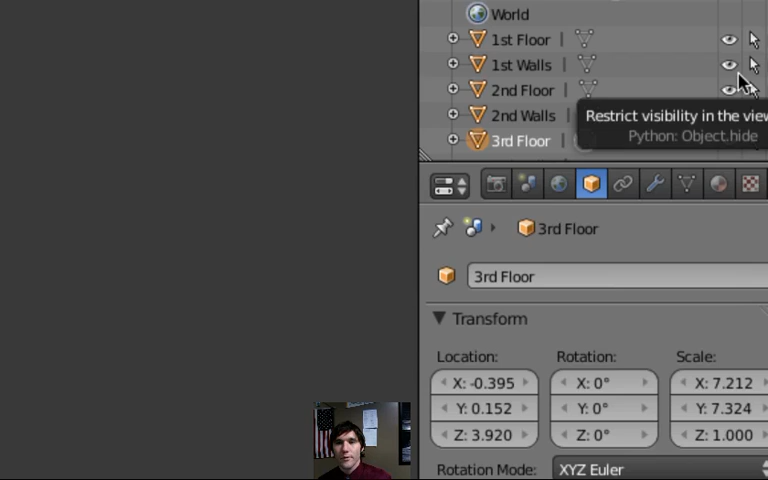 World
1st Floor
1st Walls
2nd Floor
2nd Walls
Restrict visibility in the view
Python: Object.hide
3rd Floor
3rd Floor
3rd Floor
Transform
Location: Rotation: Scale:
X: -0.395 X: 0° X: 7.212
Y: 0.152 Y: 0° Y: 7.324
Z: 3.920 Z: 0° Z: 1.000
Rotation Mode: XYZ Euler